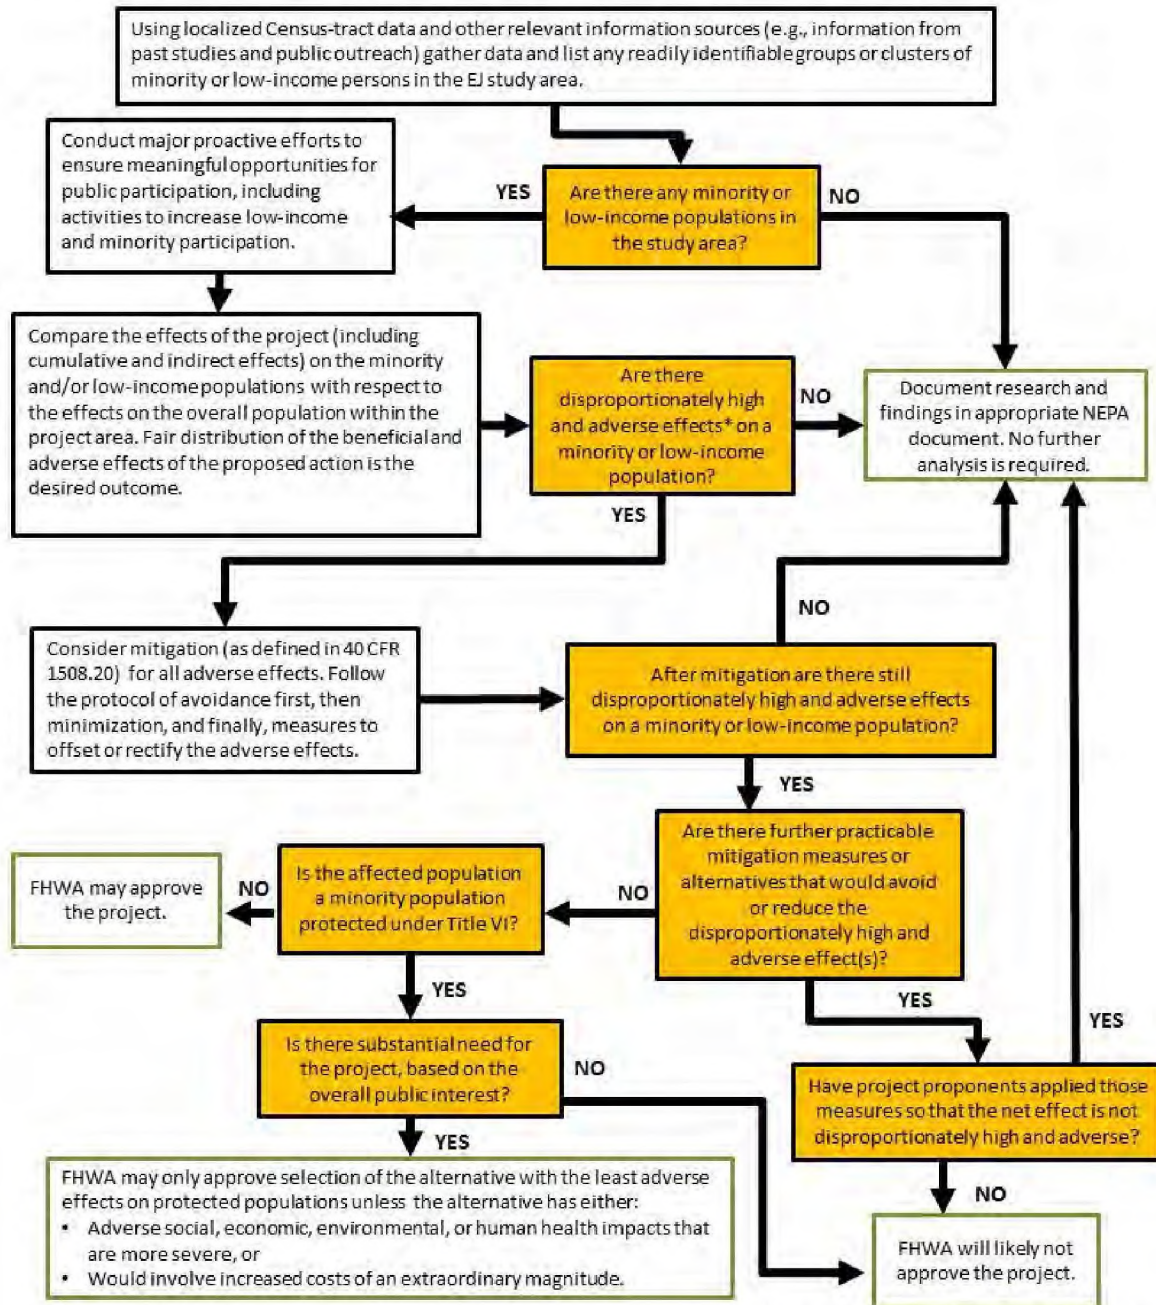 Using localized Census-tract data and other relevant information sources (e.g., information from
past studies and public outreach) gather data and list any readily identifiable groups or clusters of
minority or low-income persons in the EJ study area.
Conduct major proactive efforts to
ensure meaningful opportunities for
public participation, including
activities to increase low-income
and minority participation.
YES
Are there any minority or
low-income populations in
the study area?
NO
Compare the effects of the project (including
cumulative and indirect effects) on the minority
and/or low-income populations with respect to
the effects on the overall population within the
project area. Fair distribution of the beneficial and
adverse effects of the proposed action is the
desired outcome.
Are there
disproportionately high
and adverse effects* on a
minority or low-income
population?
NO
Document research and
findings in appropriate NEPA
document. No further
analysis is required.
YES
Consider mitigation (as defined in 40 CFR
1508.20) for all adverse effects. Follow
the protocol of avoidance first, then
minimization, and finally, measures to
offset or rectify the adverse effects.
NO
After mitigation are there still
disproportionately high and adverse effects
on a minority or low-income population?
YES
Are there further practicable
mitigation measures or
alternatives that would avoid
or reduce the
disproportionately high and
adverse effect(s)?
NO
Is the affected population
a minority population
protected under Title VI?
NO
FHWA may approve
the project.
YES
YES
YES
Is there substantial need for
the project, based on the
overall public interest?
NO
Have project proponents applied those
measures so that the net effect is not
disproportionately high and adverse?
YES
NO
FHWA may only approve selection of the alternative with the least adverse
effects on protected populations unless the alternative has either:
• Adverse social, economic, environmental, or human health impacts that
are more severe, or
• Would involve increased costs of an extraordinary magnitude.
FHWA will likely not
approve the project.